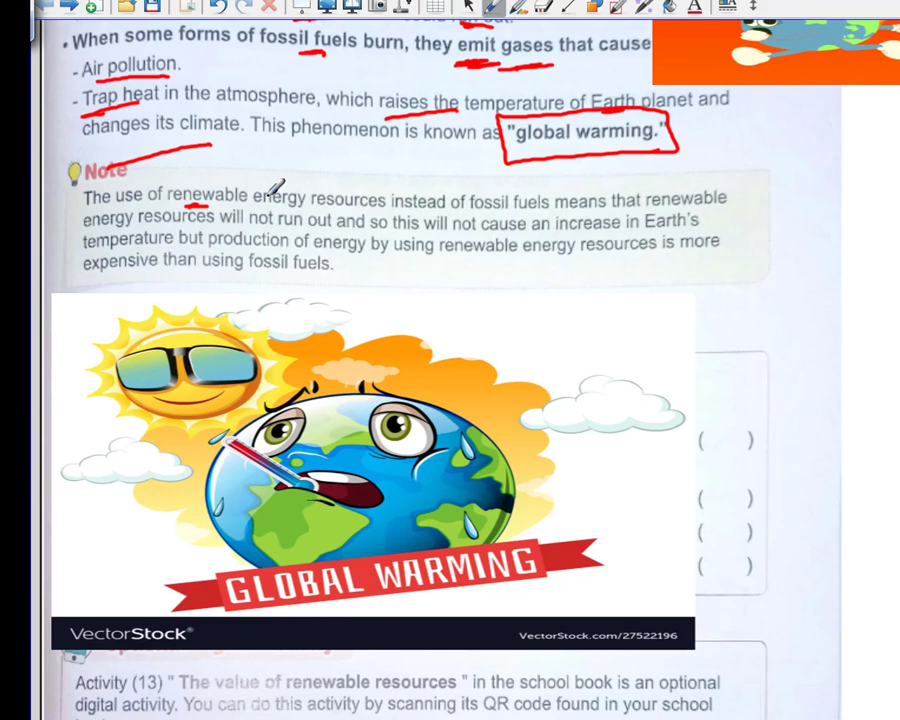 • When some forms of fossil fuels burn, they emit gases that cause
- Air pollution.
- Trap heat in the atmosphere, which raises the temperature of Earth planet and
changes its climate. This phenomenon is known as "global warming."
Note
The use of renewable energy resources instead of fossil fuels means that renewable
energy resources will not run out and so this will not cause an increase in Earth's
temperature but production of energy by using renewable energy resources is more
expensive than using fossil fuels.
( )
( )
( )
( )
GLOBAL WARMING
VectorStock®
VectorStock.com/27522196
Activity (13) " The value of renewable resources " in the school book is an optional
digital activity. You can do this activity by scanning its QR code found in your school